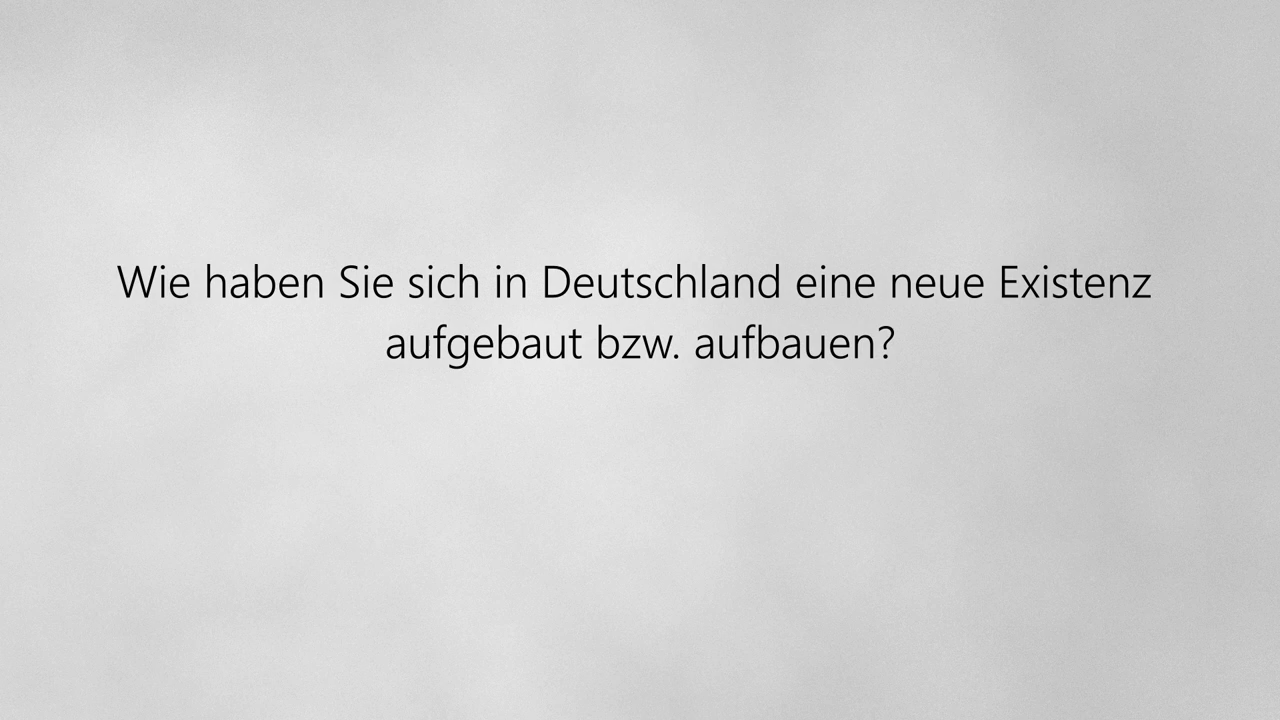 Wie haben Sie sich in Deutschland eine neue Existenz
aufgebaut bzw. aufbauen?